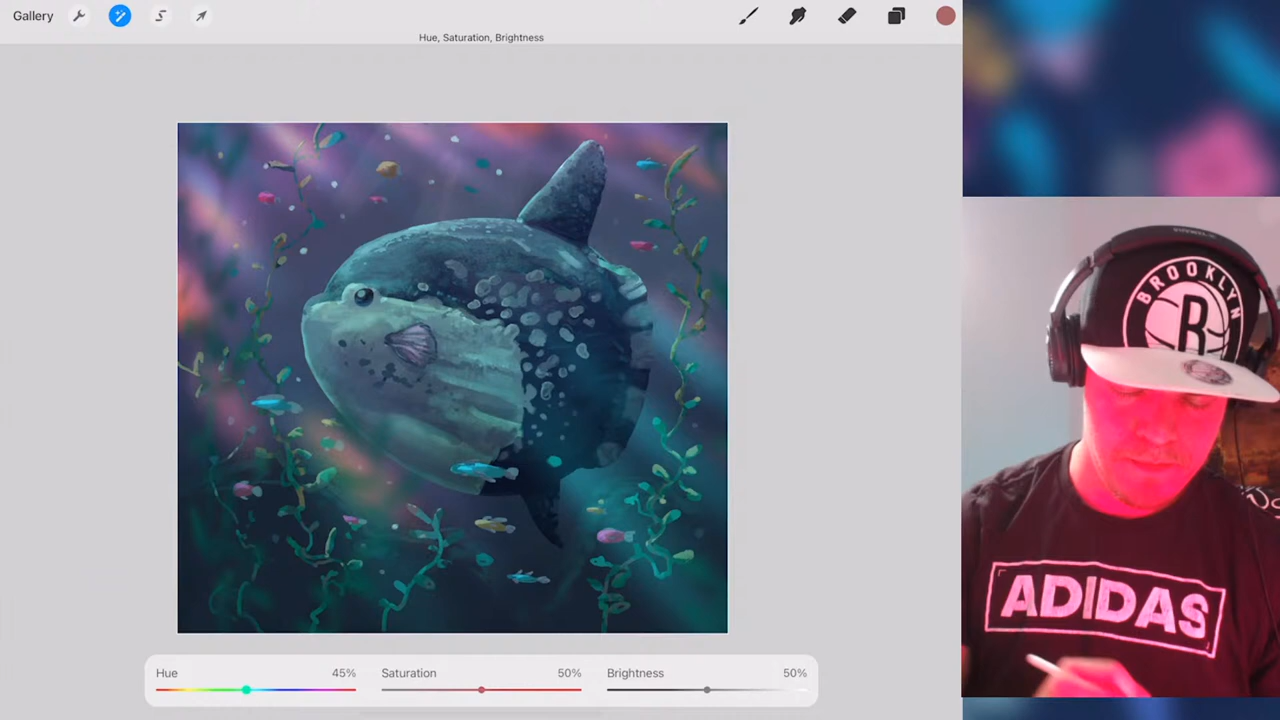 Gallery
Hue, Saturation, Brightness
BROOKLYN
B
ADIDAS
Hue 45% Saturation 50% Brightness 50%